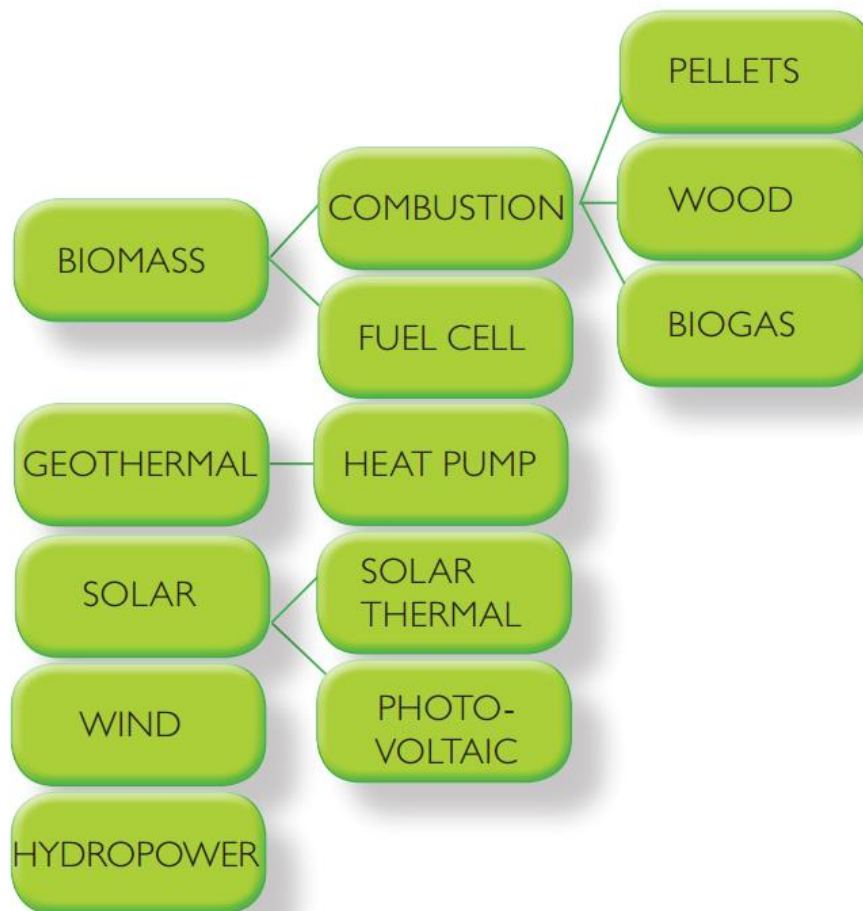 BIOMASS
COMBUSTION
FUEL CELL
PELLETS
WOOD
BIOGAS
GEOTHERMAL
HEAT PUMP
SOLAR
SOLAR
THERMAL
PHOTO-
VOLTAIC
WIND
HYDROPOWER